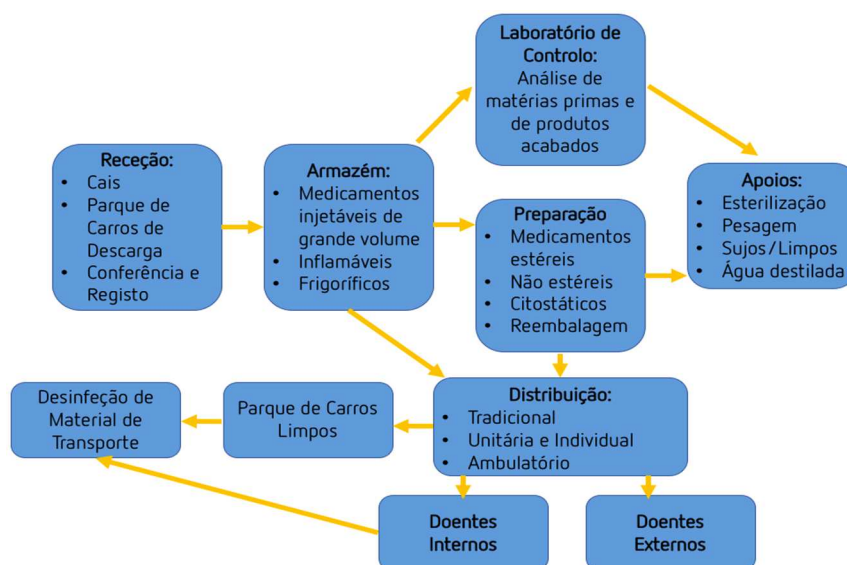 Laboratório de
Controlo:
Análise de
matérias primas e
de produtos
acabados
Receção:
• Cais
• Parque de
Carros de
Descarga
• Conferência e
Registo
Armazém:
• Medicamentos
injetáveis de
grande volume
• Inflamáveis
• Frigoríficos
Preparação
• Medicamentos
estéreis
• Não estéreis
• Citostáticos
• Reembalagem
Apoios:
• Esterilização
• Pesagem
• Sujos/Limpos
• Água destilada
Desinfeção de
Material de
Transporte
Parque de Carros
Limpos
Distribuição:
• Tradicional
• Unitária e Individual
• Ambulatório
Doentes
Internos
Doentes
Externos